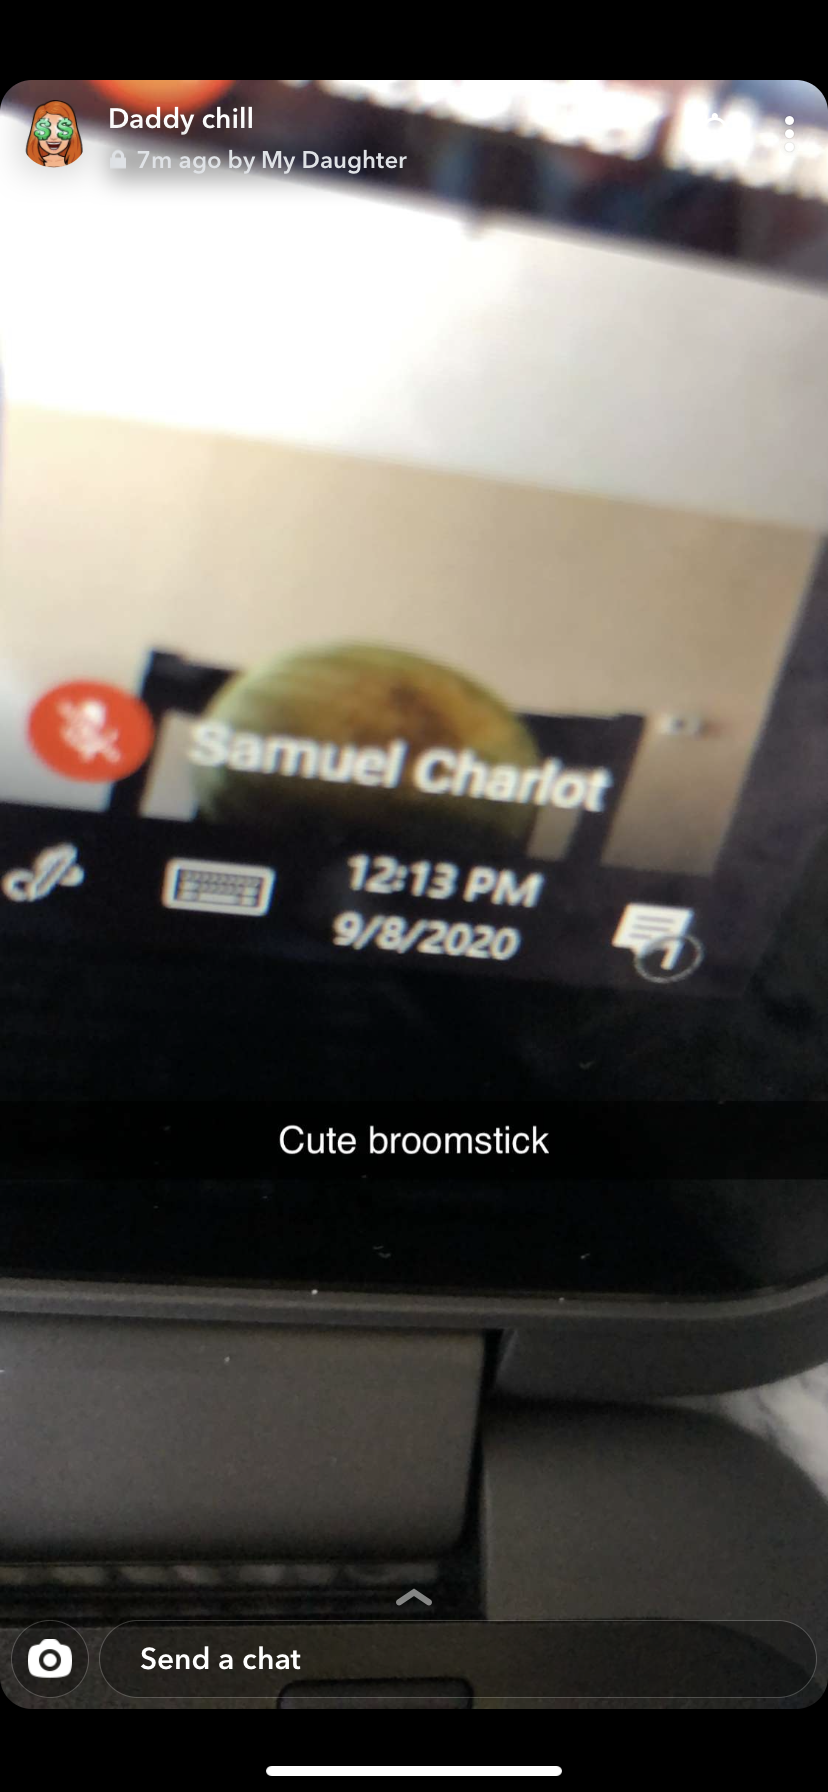 Daddy chill
7m ago by My Daughter
Samuel Charlot
12:13 PM
9/8/2020
1
Cute broomstick
Send a chat